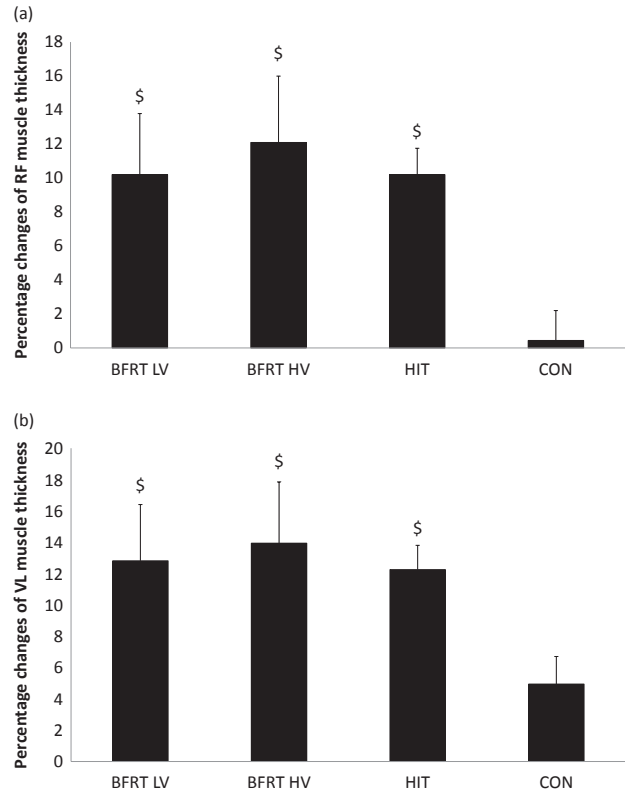 (a)
Percentage changes of RF muscle thickness
18
16
14
12
10
8
6
4
2
0
$
$
$
BFRT LV
BFRT HV
HIT
CON
(b)
Percentage changes of VL muscle thickness
20
18
16
14
12
10
8
6
4
2
0
$
$
$
BFRT LV
BFRT HV
HIT
CON